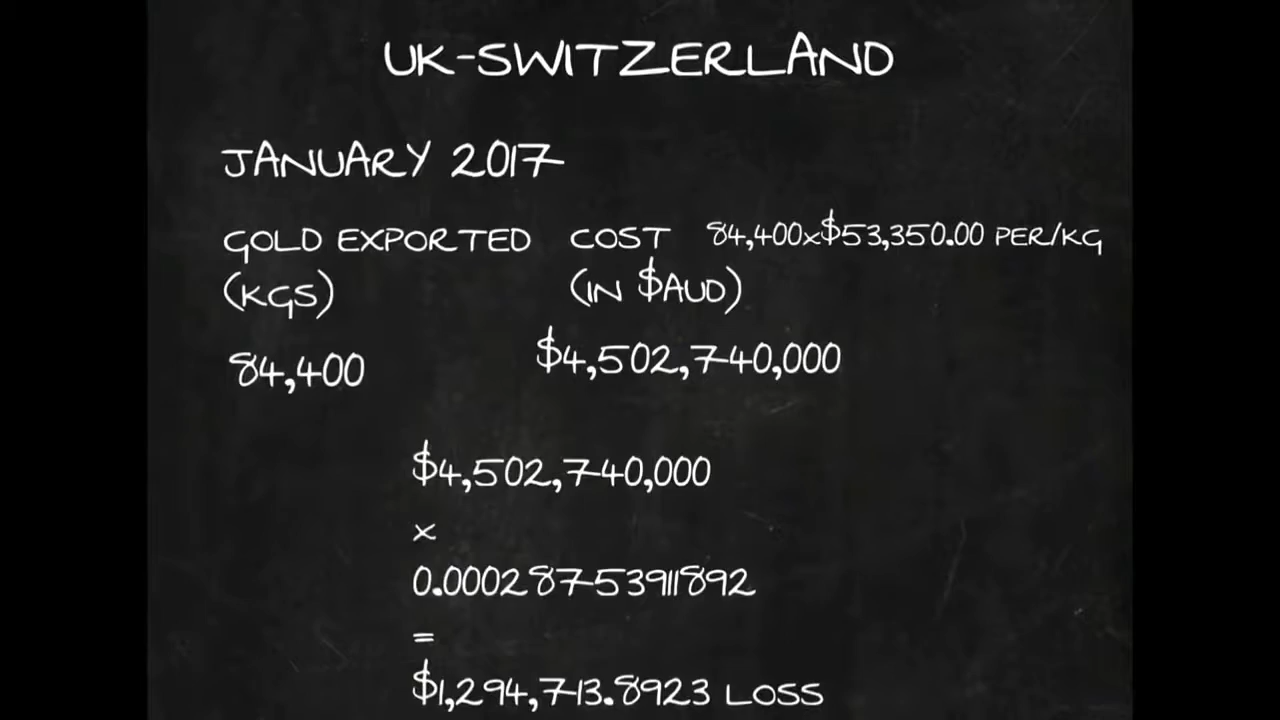 UK-SWITZERLAND
JANUARY 2017
GOLD EXPORTED COST 84,400x$53,350.00 PER/KG
(KGS) (IN $AUD)
84,400 $4,502,740,000
$4,502,740,000
x
0.00028753911892
=
$1,294,713.8923 LOSS